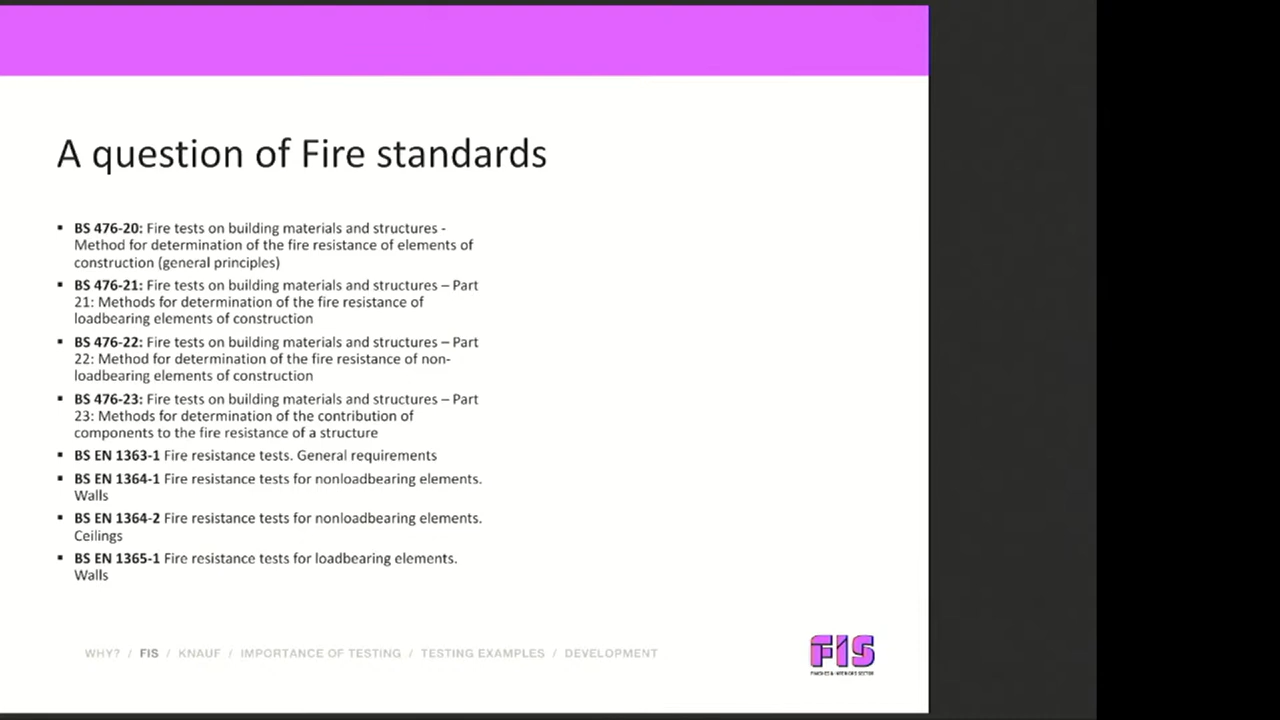 A question of Fire standards
▪ BS 476-20: Fire tests on building materials and structures -
Method for determination of the fire resistance of elements of
construction (general principles)
▪ BS 476-21: Fire tests on building materials and structures – Part
21: Methods for determination of the fire resistance of
loadbearing elements of construction
▪ BS 476-22: Fire tests on building materials and structures – Part
22: Method for determination of the fire resistance of non-
loadbearing elements of construction
▪ BS 476-23: Fire tests on building materials and structures – Part
23: Methods for determination of the contribution of
components to the fire resistance of a structure
▪ BS EN 1363-1 Fire resistance tests. General requirements
▪ BS EN 1364-1 Fire resistance tests for nonloadbearing elements.
Walls
▪ BS EN 1364-2 Fire resistance tests for nonloadbearing elements.
Ceilings
▪ BS EN 1365-1 Fire resistance tests for loadbearing elements.
Walls
WHY? / FIS / KNAUF / IMPORTANCE OF TESTING / TESTING EXAMPLES / DEVELOPMENT
FIS